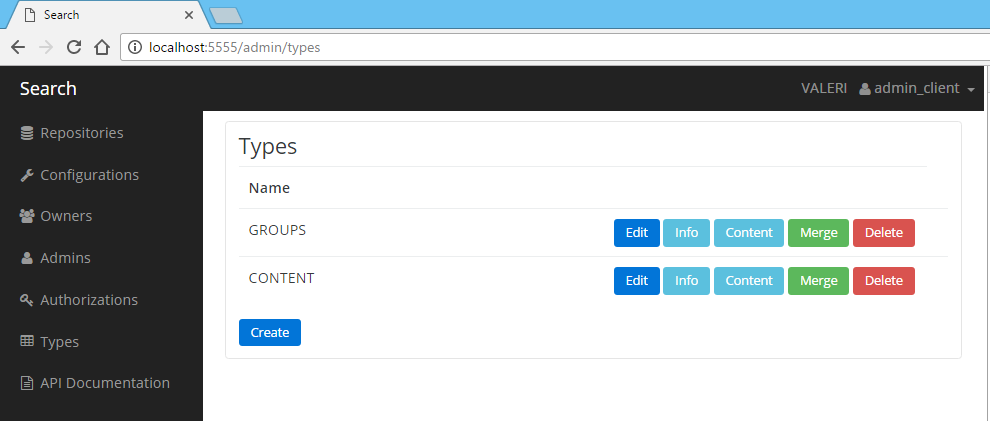 Search
localhost:5555/admin/types
Search
VALERI admin_client
Repositories
Configurations
Owners
Admins
Authorizations
Types
API Documentation
Types
Name
GROUPS Edit Info Content Merge Delete
CONTENT Edit Info Content Merge Delete
Create